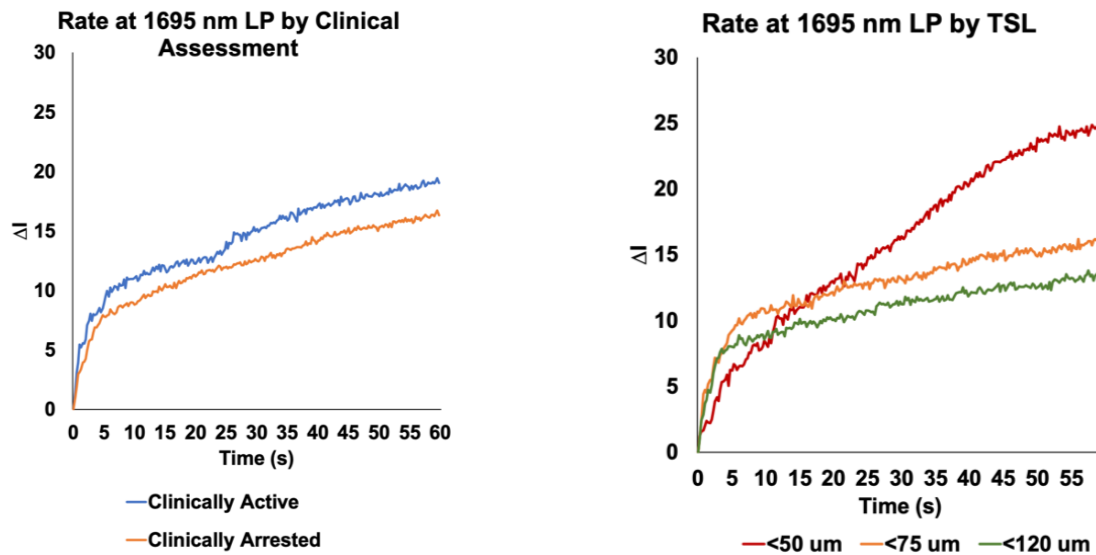 Rate at 1695 nm LP by Clinical
Assessment
30
25
20
15
10
5
0
ΔI
0 5 10 15 20 25 30 35 40 45 50 55 60
Time (s)
Clinically Active
Clinically Arrested
Rate at 1695 nm LP by TSL
30
25
20
15
10
5
0
ΔI
0 5 10 15 20 25 30 35 40 45 50 55
Time (s)
<50 um <75 um <120 um